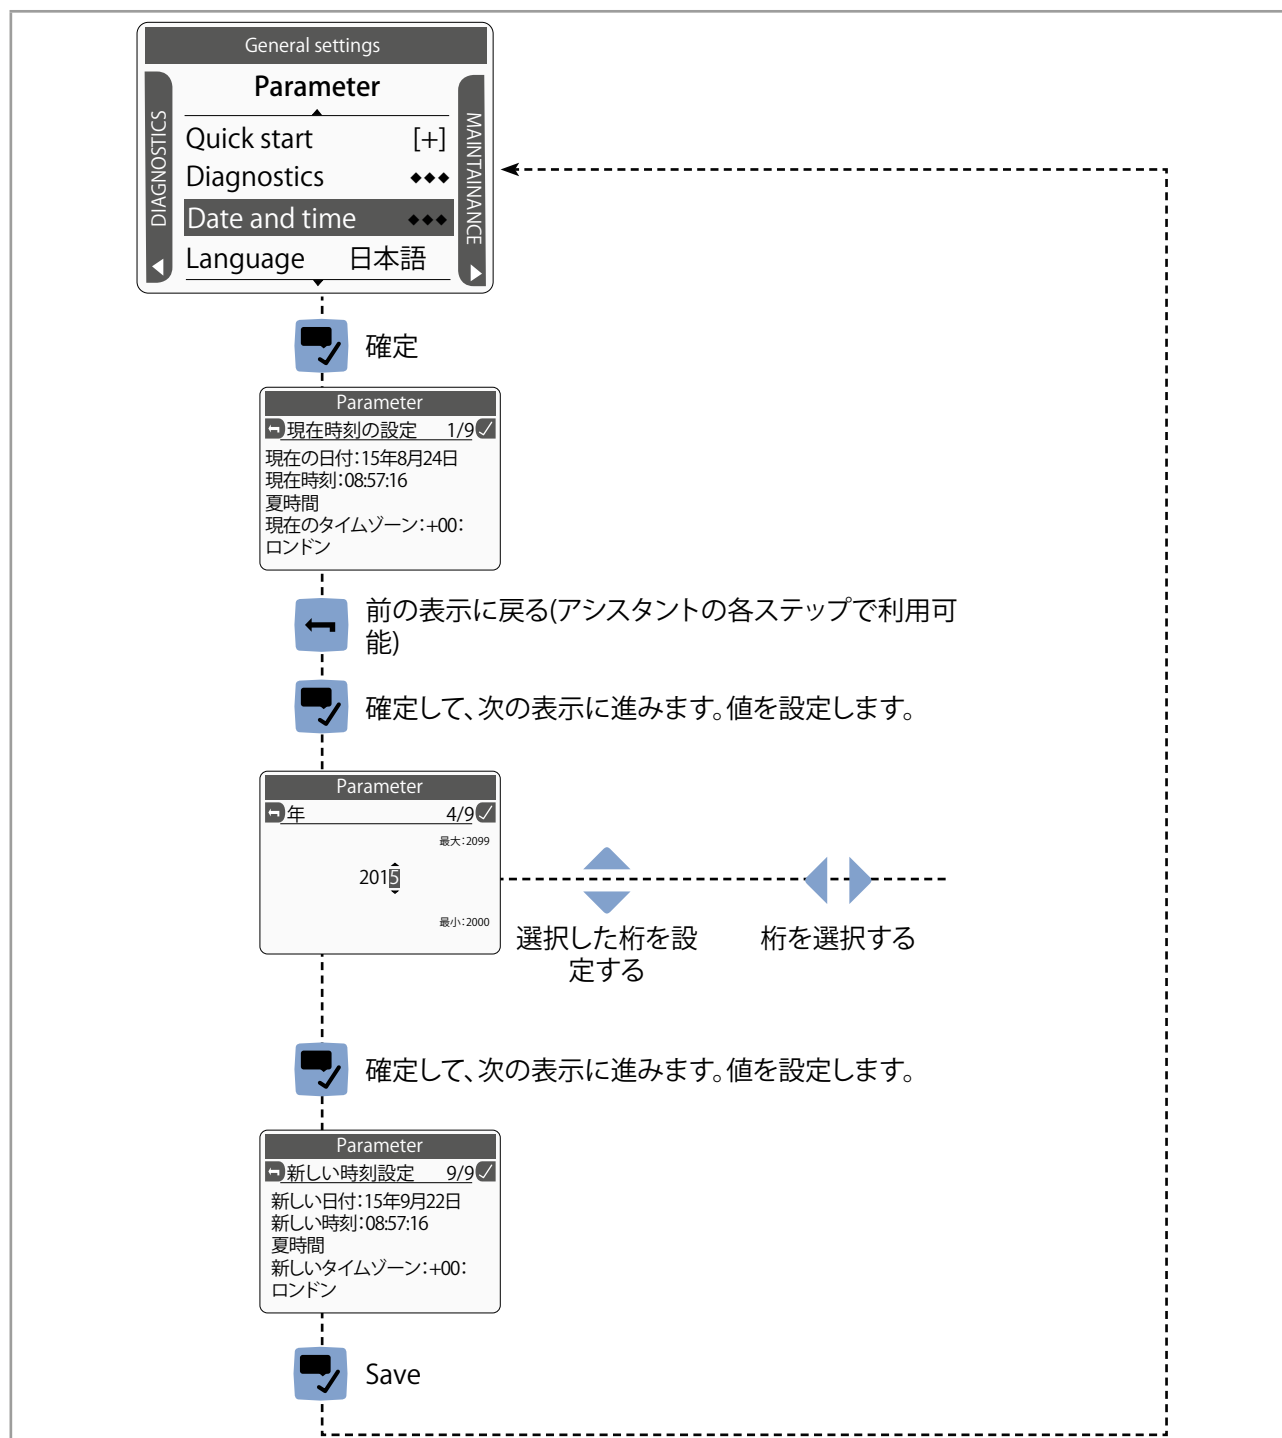 General settings
Parameter
DIAGNOSTICS
MAINTAINANCE
Quick start [+]
Diagnostics
Date and time
Language 日本語
確定
Parameter
現在時刻の設定 1/9
現在の日付：15年8月24日
現在時刻：08:57:16
夏時間
現在のタイムゾーン：+00：
ロンドン
前の表示に戻る(アシスタントの各ステップで利用可
能)
確定して、次の表示に進みます。値を設定します。
Parameter
年 4/9
最大：2099
2015
最小：2000
選択した桁を設
定する
桁を選択する
確定して、次の表示に進みます。値を設定します。
Parameter
新しい時刻設定 9/9
新しい日付：15年9月22日
新しい時刻：08:57:16
夏時間
新しいタイムゾーン：+00：
ロンドン
Save